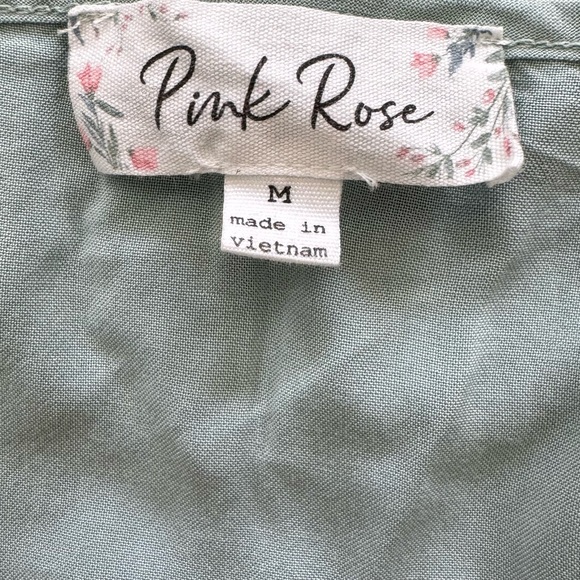 Pink Rose
M
made in
vietnam